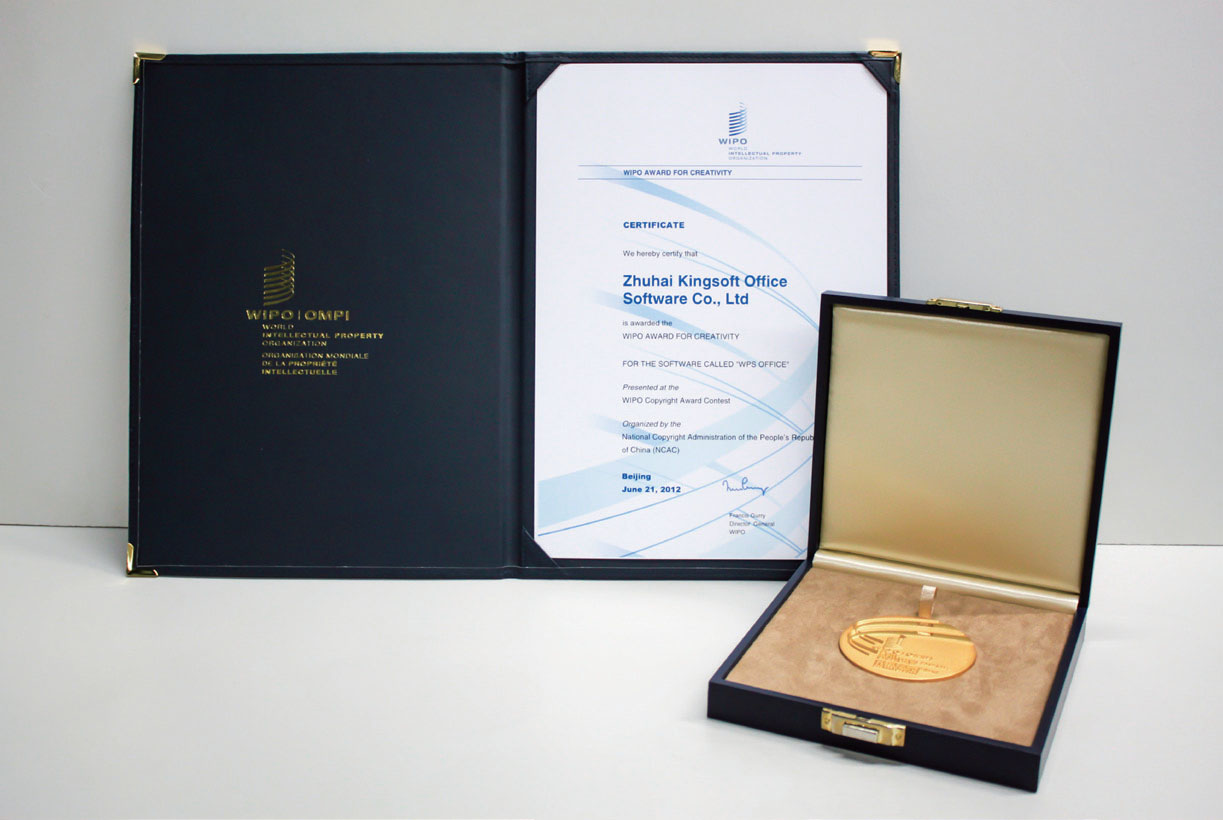 WIPO | OMPI
WORLD
INTELLECTUAL PROPERTY
ORGANIZATION
ORGANISATION MONDIALE
DE LA PROPRIÉTÉ
INTELLECTUELLE
WIPO
WORLD
INTELLECTUAL PROPERTY
ORGANIZATION
WIPO AWARD FOR CREATIVITY
CERTIFICATE
We hereby certify that
Zhuhai Kingsoft Office
Software Co., Ltd
is awarded the
WIPO AWARD FOR CREATIVITY
FOR THE SOFTWARE CALLED "WPS OFFICE"
Presented at the
WIPO Copyright Award Contest
Organized by the
National Copyright Administration of the People's Repub
of China (NCAC)
Beijing
June 21, 2012
Francis Gurry
Director General
WIPO